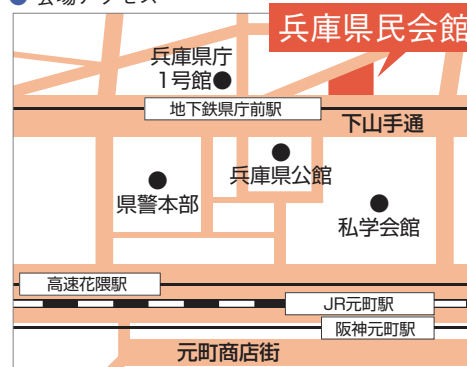 会場アクセス
兵庫県民会館
兵庫県庁
1号館
地下鉄県庁前駅
下山手通
兵庫県公館
県警本部
私学会館
高速花隈駅
JR元町駅
阪神元町駅
元町商店街